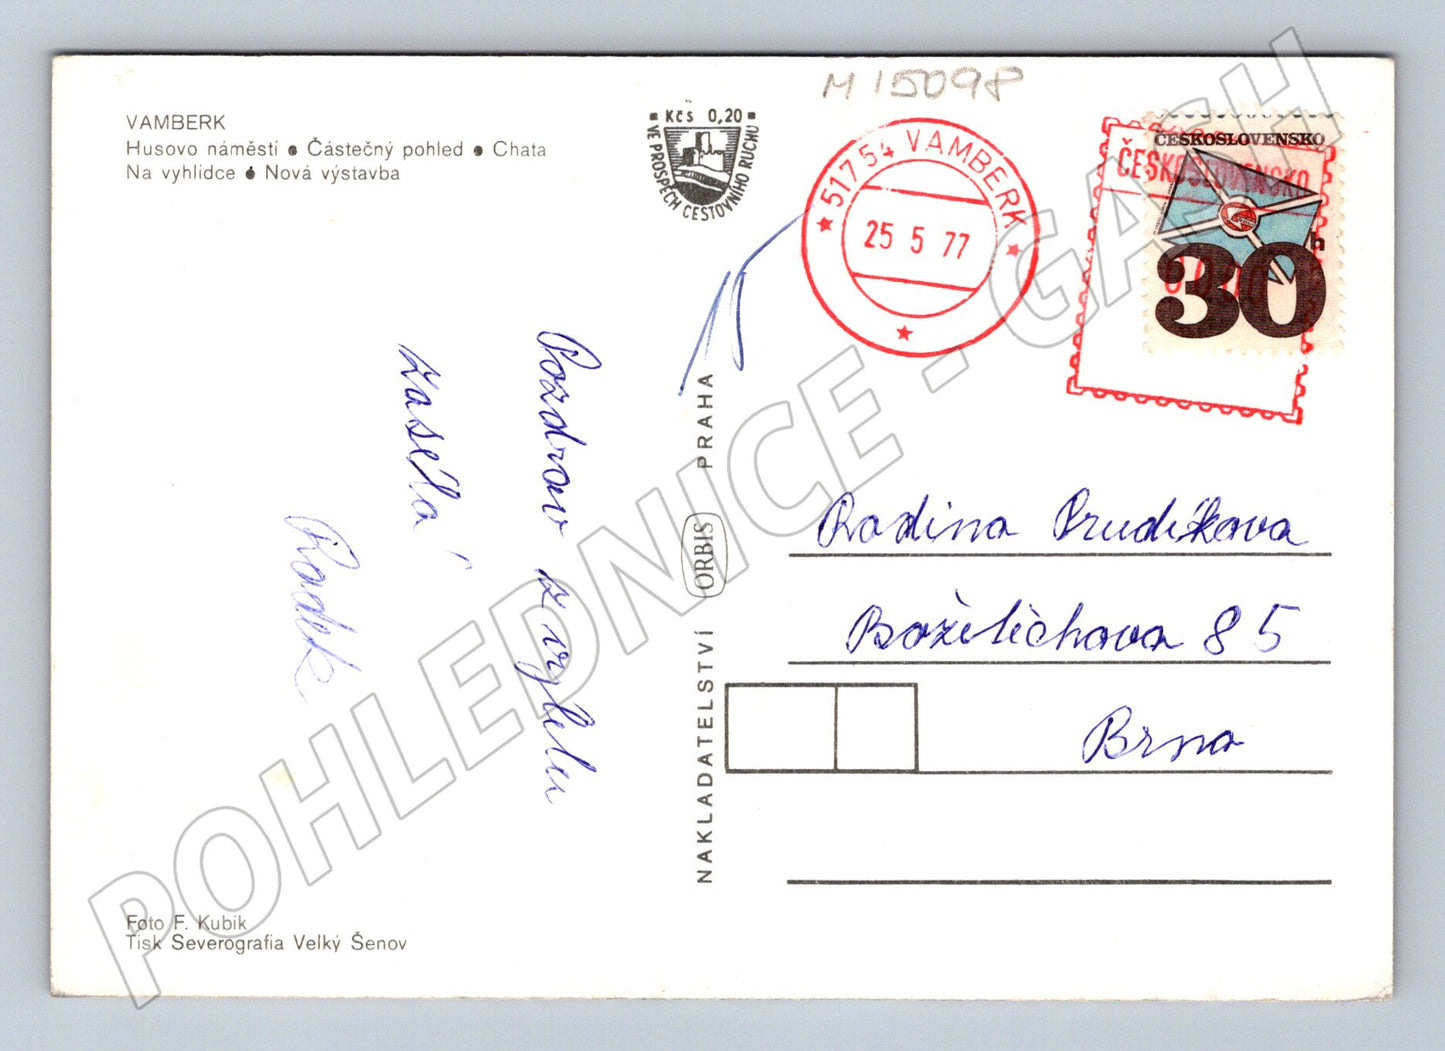 M 15098
VAMBERK
Husovo náměstí • Částečný pohled • Chata
Na vyhlídce • Nová výstavba
Kčs 0,20
VE PROSPĚCH CESTOVNÍHO RUCHU
517 54 VAMBERK
25 5 77
ČESKOSLOVENSKO
ČESKOSLOVENSKO
30 h
Pozdrav z výletu
zasílá
Radek
NAKLADATELSTVÍ ORBIS PRAHA
Rodina Prudíkova
Božetěchova 85
Brno
Foto F. Kubík
Tisk Severografia Velký Šenov
POHLEDNICE - GASH